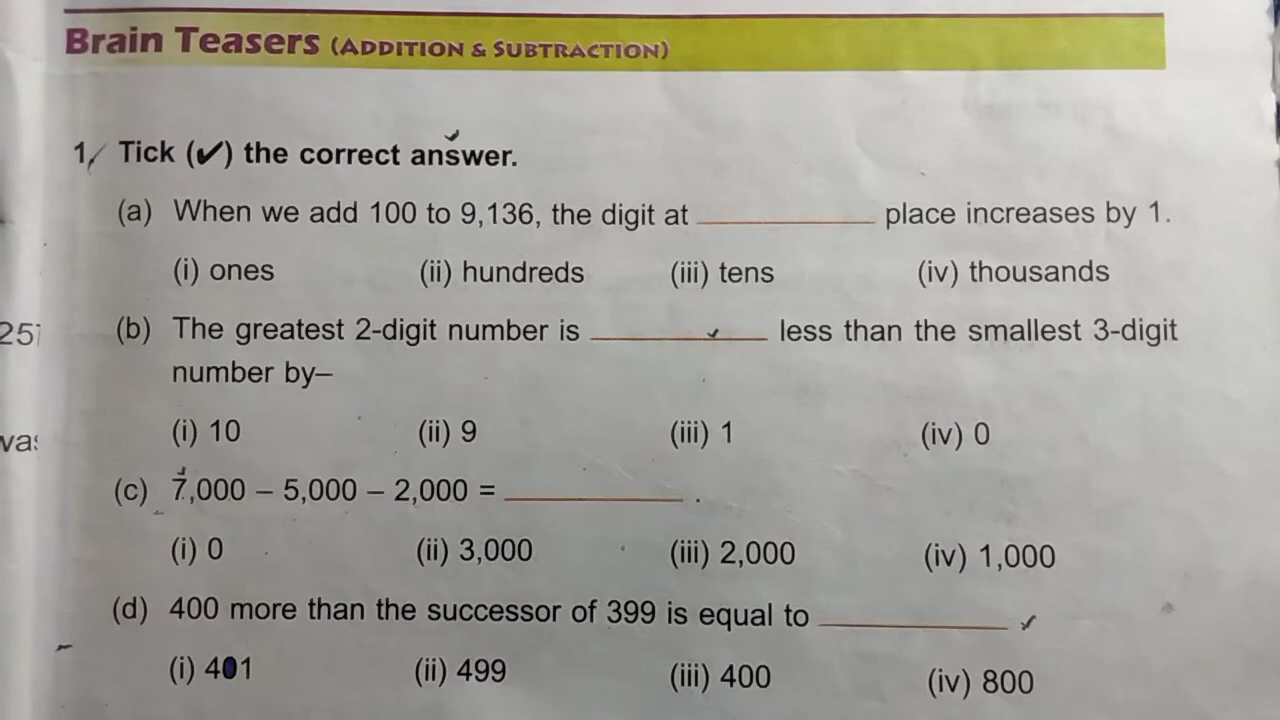 Brain Teasers (ADDITION & SUBTRACTION)
1. Tick (✔) the correct answer.
(a) When we add 100 to 9,136, the digit at __________ place increases by 1.
(i) ones (ii) hundreds (iii) tens (iv) thousands
(b) The greatest 2-digit number is __________ less than the smallest 3-digit
number by–
(i) 10 (ii) 9 (iii) 1 (iv) 0
(c) 7,000 – 5,000 – 2,000 = __________ .
(i) 0 (ii) 3,000 (iii) 2,000 (iv) 1,000
(d) 400 more than the successor of 399 is equal to __________
(i) 401 (ii) 499 (iii) 400 (iv) 800